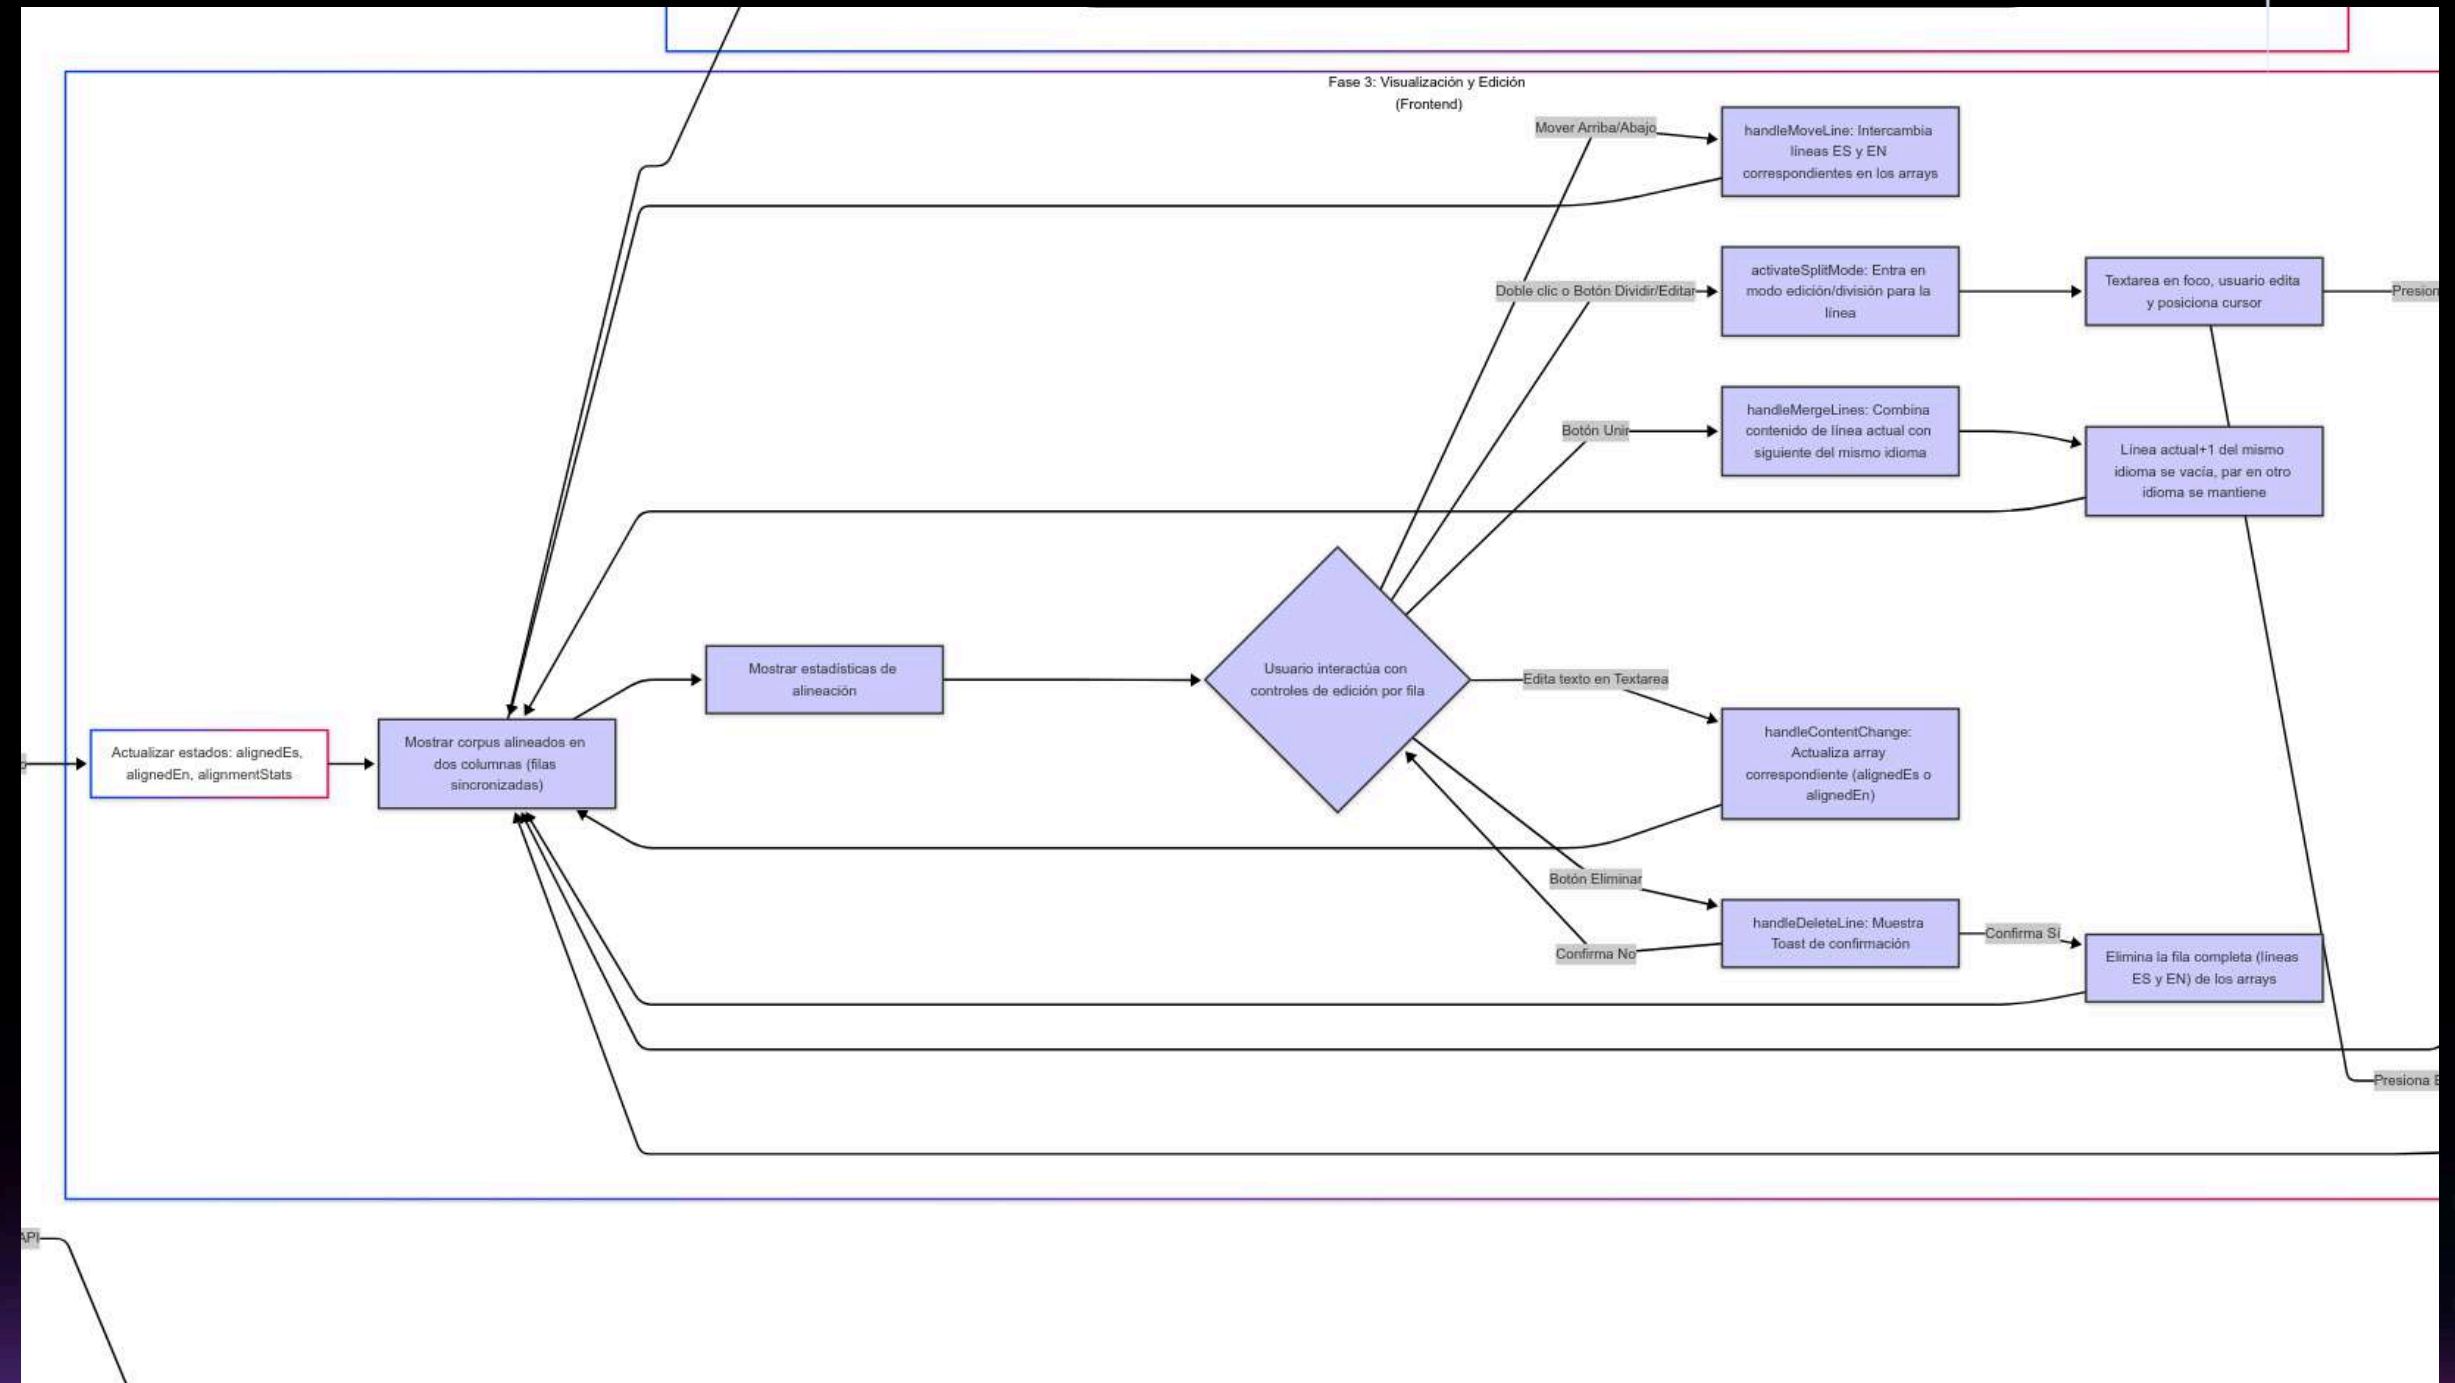 Fase 3: Visualización y Edición
(Frontend)
Mover Arriba/Abajo
handleMoveLine: Intercambia
líneas ES y EN
correspondientes en los arrays
Doble clic o Botón Dividir/Editar
activateSplitMode: Entra en
modo edición/división para la
línea
Textarea en foco, usuario edita
y posiciona cursor
Presion
Botón Unir
handleMergeLines: Combina
contenido de línea actual con
siguiente del mismo idioma
Línea actual+1 del mismo
idioma se vacía, par en otro
idioma se mantiene
Actualizar estados: alignedEs,
alignedEn, alignmentStats
Mostrar corpus alineados en
dos columnas (filas
sincronizadas)
Mostrar estadísticas de
alineación
Usuario interactúa con
controles de edición por fila
Edita texto en Textarea
handleContentChange:
Actualiza array
correspondiente (alignedEs o
alignedEn)
Botón Eliminar
handleDeleteLine: Muestra
Toast de confirmación
Confirma No
Confirma Sí
Elimina la fila completa (líneas
ES y EN) de los arrays
Presiona E
API